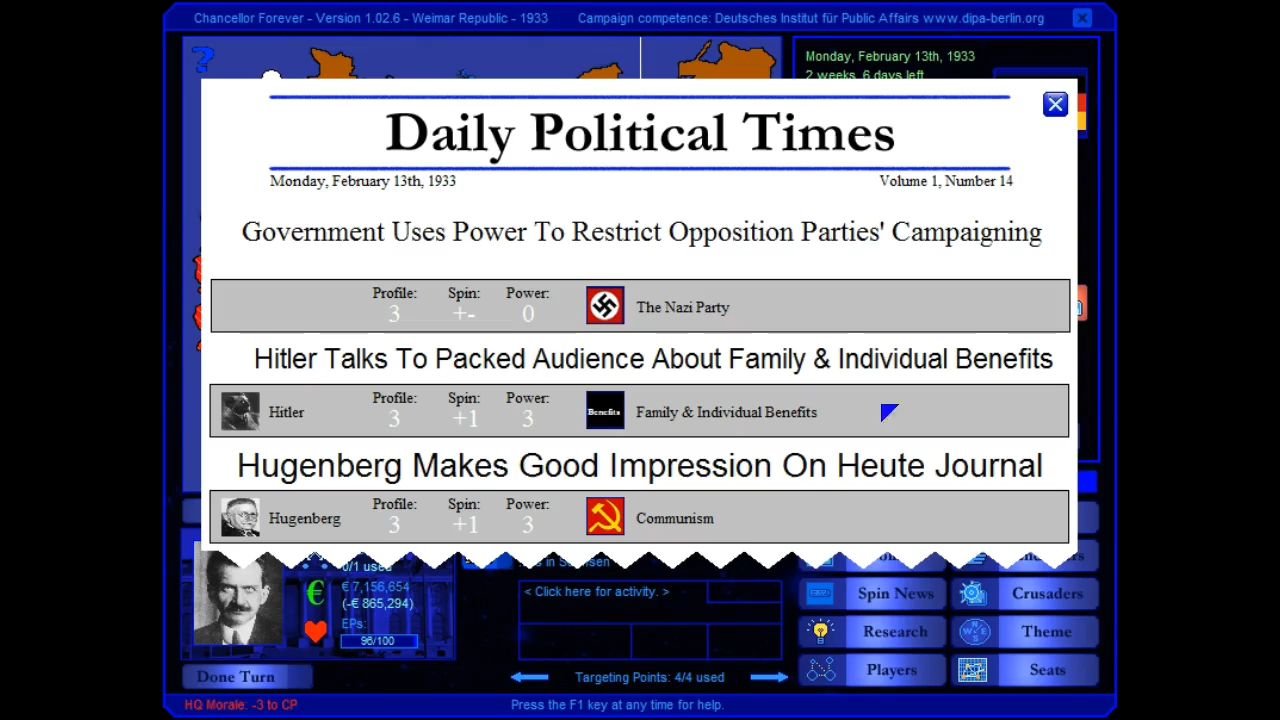 Chancellor Forever - Version 1.02.6 - Weimar Republic - 1933
Campaign competence: Deutsches Institut für Public Affairs www.dipa-berlin.org
Monday, February 13th, 1933
2 weeks, 6 days left
Daily Political Times
Monday, February 13th, 1933
Volume 1, Number 14
Government Uses Power To Restrict Opposition Parties' Campaigning
Profile: Spin: Power:
3 +- 0
The Nazi Party
Hitler Talks To Packed Audience About Family & Individual Benefits
Hitler
Profile: Spin: Power:
3 +1 3
Benefits
Family & Individual Benefits
Hugenberg Makes Good Impression On Heute Journal
Hugenberg
Profile: Spin: Power:
3 +1 3
Communism
0/1 used
€ 7,156,654
(-€ 865,294)
EPs:
96/100
< Click here for activity. >
Spin News
Crusaders
Research
Theme
Players
Seats
Done Turn
Targeting Points: 4/4 used
HQ Morale: -3 to CP
Press the F1 key at any time for help.